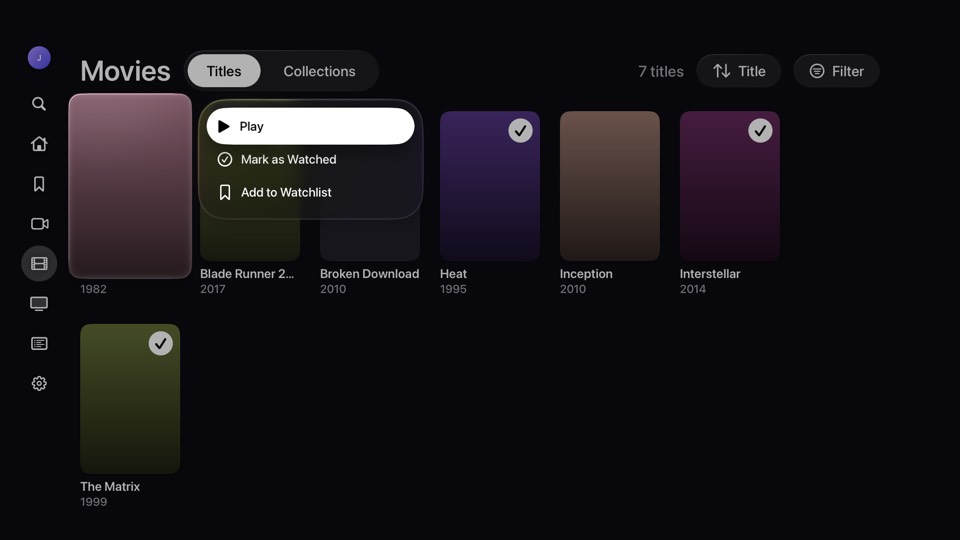 J
Movies
Titles
Collections
7 titles
Title
Filter
Play
Mark as Watched
Add to Watchlist
1982
Blade Runner 2...
2017
Broken Download
2010
Heat
1995
Inception
2010
Interstellar
2014
The Matrix
1999